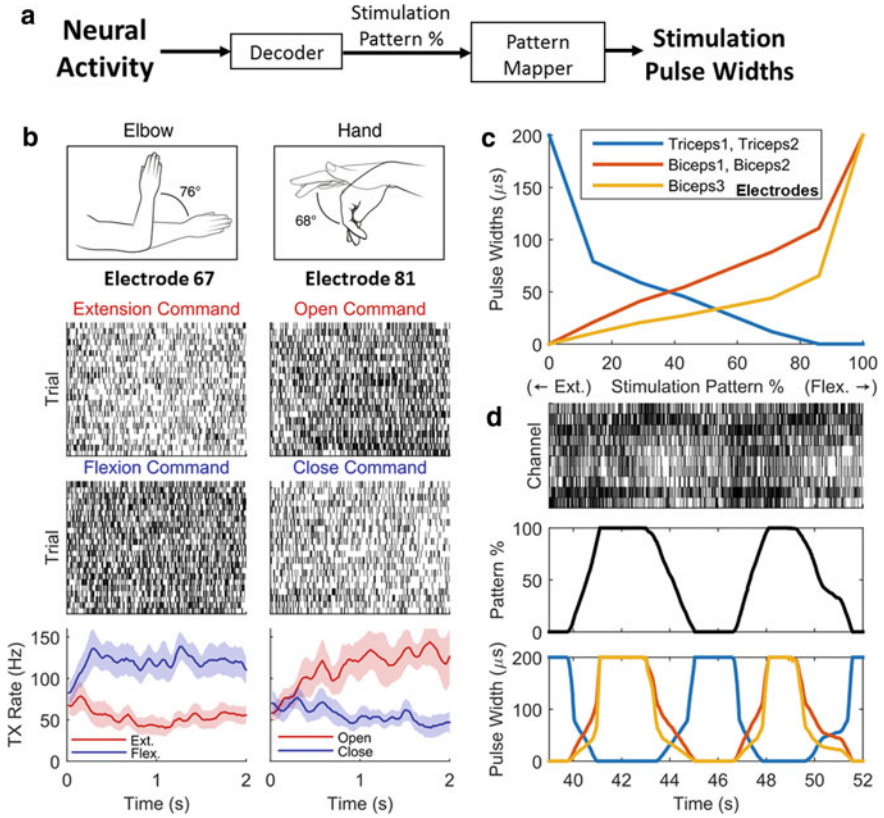 a
Neural
Activity
Decoder
Stimulation
Pattern %
Pattern
Mapper
Stimulation
Pulse Widths
b
Elbow
Hand
76°
68°
Electrode 67
Electrode 81
Extension Command
Open Command
Trial
Flexion Command
Close Command
Trial
TX Rate (Hz)
150
100
50
0
Ext.
Flex.
Open
Close
0 1 2
0 1 2
Time (s)
Time (s)
c
Pulse Widths (μs)
200
150
100
50
0
Triceps1, Triceps2
Biceps1, Biceps2
Biceps3
Electrodes
0 20 40 60 80 100
(← Ext.) Stimulation Pattern % (Flex. →)
d
Channel
Pattern %
100
50
0
Pulse Width (μs)
200
100
0
40 42 44 46 48 50 52
Time (s)